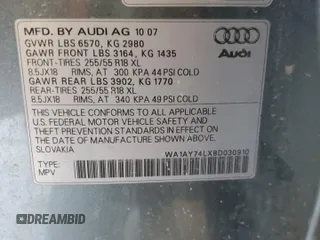 MFD. BY AUDI AG 10 07
GVWR LBS 6570, KG 2980
GAWR FRONT LBS 3164, KG 1435
FRONT-TIRES 255/55 R18 XL
8.5JX18 RIMS, AT 300 KPA 44 PSI COLD
GAWR REAR LBS 3902, KG 1770
REAR-TIRES 255/55 R18 XL
8.5JX18 RIMS, AT 340 KPA 49 PSI COLD
Audi
THIS VEHICLE CONFORMS TO ALL APPLICABLE
U.S. FEDERAL MOTOR VEHICLE SAFETY AND
THEFT PREVENTION STANDARDS IN EFFECT ON
THE DATE OF MANUFACTURE SHOWN ABOVE.
SLOVAKIA
WA1AY74LX8D030910
TYPE:
MPV
DREAMBID